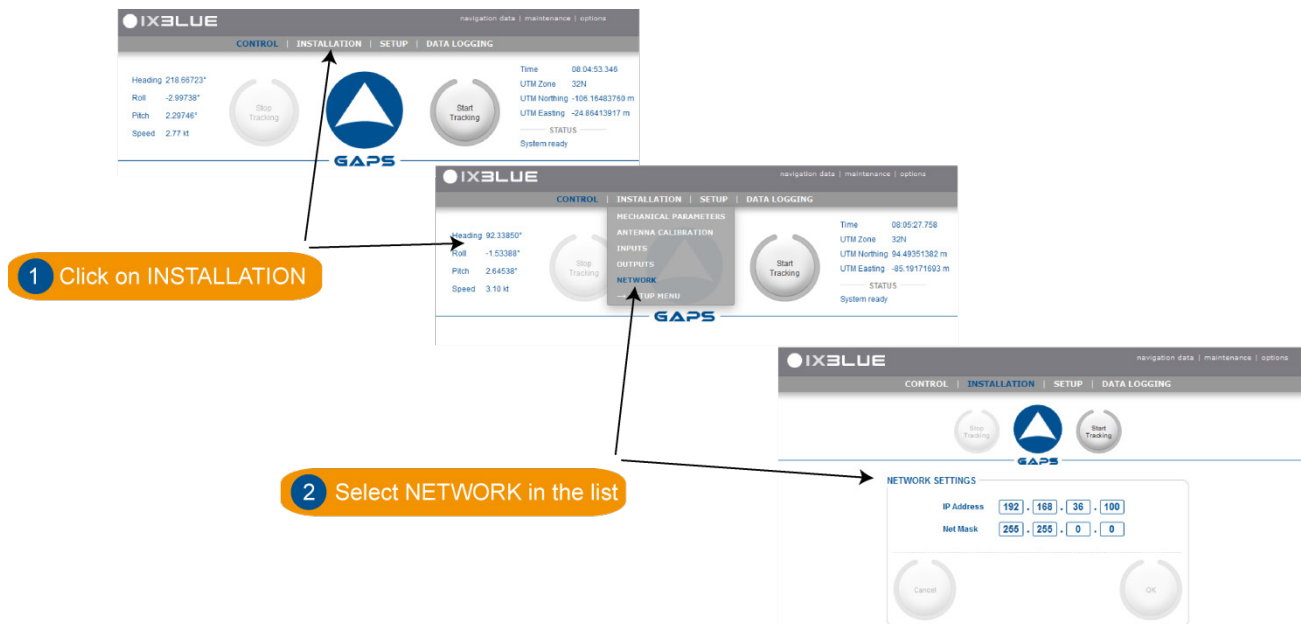 IXBLUE
navigation data | maintenance | options
CONTROL | INSTALLATION | SETUP | DATA LOGGING
Heading 218.66723°
Roll -2.99738°
Pitch 2.29746°
Speed 2.77 kt
Stop Tracking
Start Tracking
Time 08:04:53.346
UTM Zone 32N
UTM Northing -106.16483760 m
UTM Easting -24.86413917 m
STATUS
System ready
GAPS
1 Click on INSTALLATION
IXBLUE
navigation data | maintenance | options
CONTROL | INSTALLATION | SETUP | DATA LOGGING
MECHANICAL PARAMETERS
ANTENNA CALIBRATION
INPUTS
OUTPUTS
NETWORK
→ SETUP MENU
Heading 92.33850°
Roll -1.53388°
Pitch 2.64538°
Speed 3.10 kt
Stop Tracking
Start Tracking
Time 08:05:27.758
UTM Zone 32N
UTM Northing 94.49351382 m
UTM Easting -85.19171693 m
STATUS
System ready
GAPS
2 Select NETWORK in the list
IXBLUE
navigation data | maintenance | options
CONTROL | INSTALLATION | SETUP | DATA LOGGING
Stop Tracking
Start Tracking
GAPS
NETWORK SETTINGS
IP Address 192 . 168 . 36 . 100
Net Mask 255 . 255 . 0 . 0
Cancel
OK